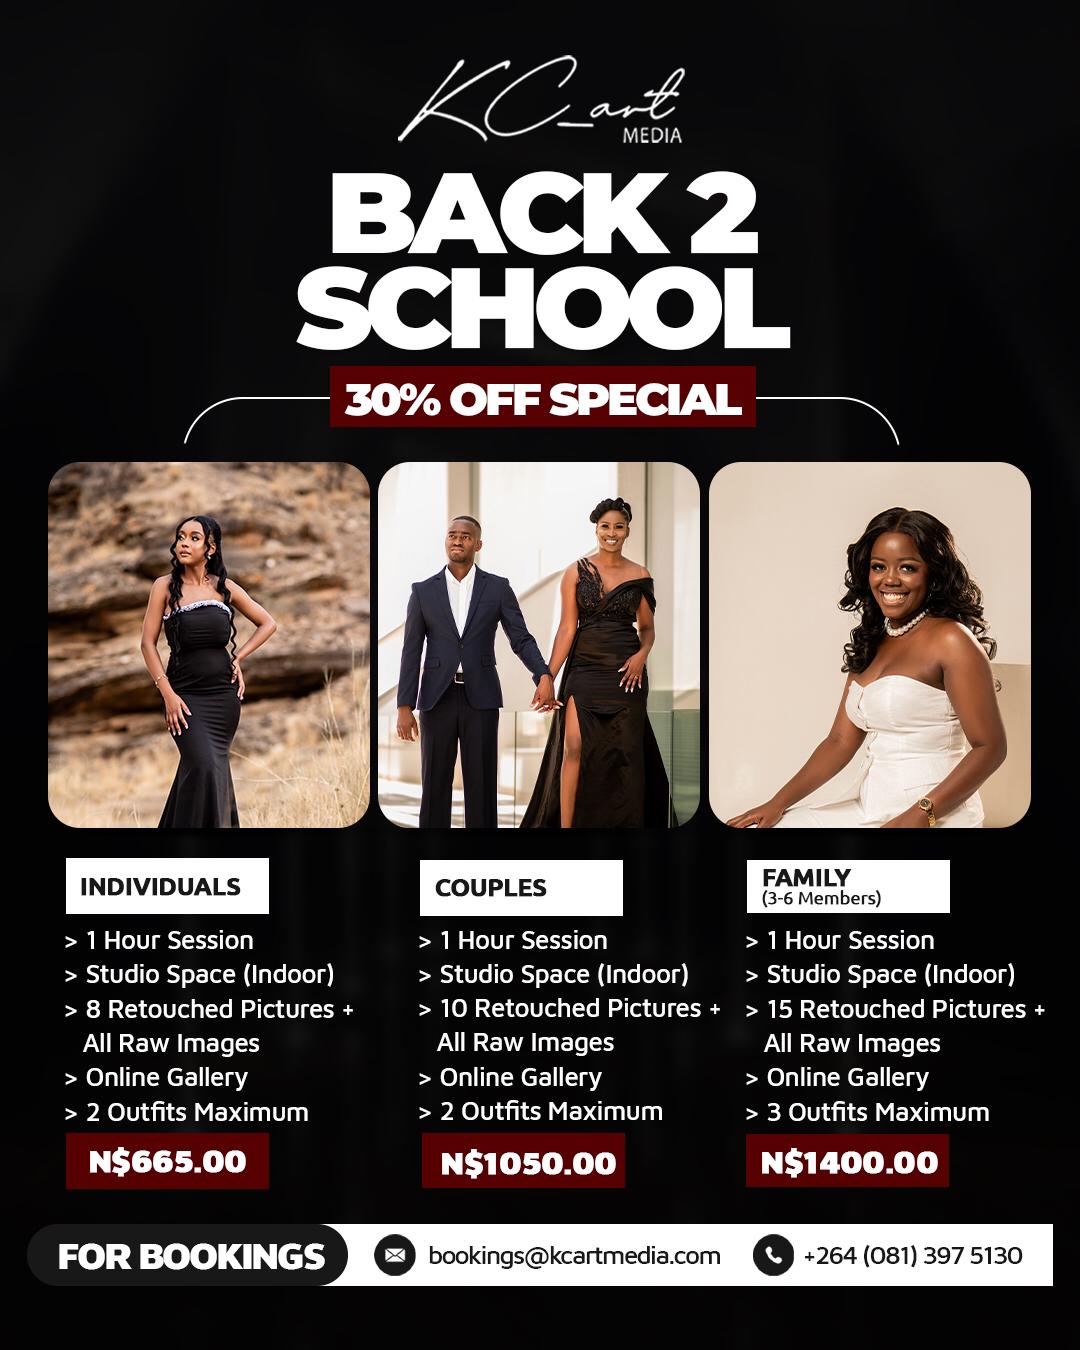 KC_art
MEDIA
BACK 2
SCHOOL
30% OFF SPECIAL
INDIVIDUALS
> 1 Hour Session
> Studio Space (Indoor)
> 8 Retouched Pictures +
All Raw Images
> Online Gallery
> 2 Outfits Maximum
N$665.00
COUPLES
> 1 Hour Session
> Studio Space (Indoor)
> 10 Retouched Pictures +
All Raw Images
> Online Gallery
> 2 Outfits Maximum
N$1050.00
FAMILY
(3-6 Members)
> 1 Hour Session
> Studio Space (Indoor)
> 15 Retouched Pictures +
All Raw Images
> Online Gallery
> 3 Outfits Maximum
N$1400.00
FOR BOOKINGS
bookings@kcartmedia.com
+264 (081) 397 5130